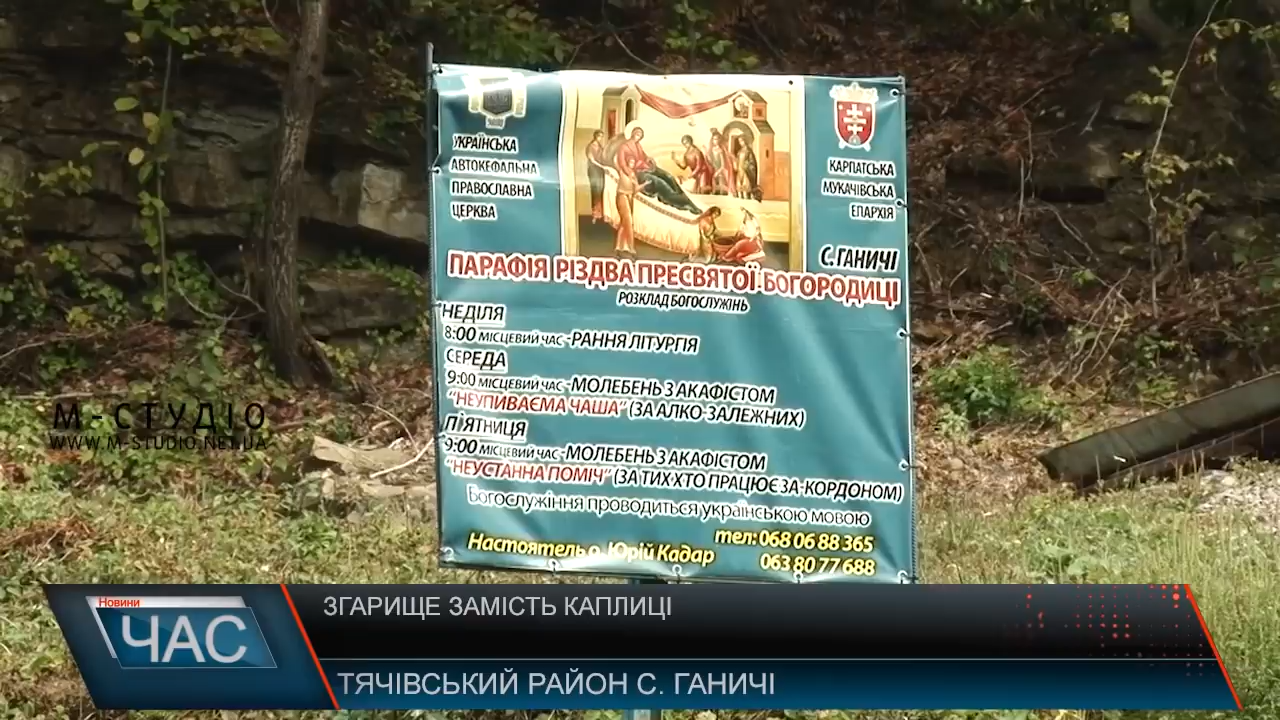 УКРАЇНСЬКА
АВТОКЕФАЛЬНА
ПРАВОСЛАВНА
ЦЕРКВА
КАРПАТСЬКА
МУКАЧІВСЬКА
ЕПАРХІЯ
С. ГАНИЧІ
ПАРАФІЯ РІЗДВА ПРЕСВЯТОЇ БОГОРОДИЦІ
РОЗКЛАД БОГОСЛУЖІНЬ
НЕДІЛЯ
8:00 МІСЦЕВИЙ ЧАС -РАННЯ ЛІТУРГІЯ
СЕРЕДА
9:00 МІСЦЕВИЙ ЧАС -МОЛЕБЕНЬ З АКАФІСТОМ
"НЕУПИВАЄМА ЧАША" (ЗА АЛКО-ЗАЛЕЖНИХ)
П'ЯТНИЦЯ
9:00 МІСЦЕВИЙ ЧАС -МОЛЕБЕНЬ З АКАФІСТОМ
"НЕУСТАННА ПОМІЧ" (ЗА ТИХ-ХТО ПРАЦЮЄ ЗА-КОРДОНОМ)
Богослужіння проводиться українською мовою
Настоятель о. Юрій Кадар
тел: 068 06 88 365
063 80 77 688
М-СТУДІО
WWW.M-STUDIO.NET.UA
Новини
ЧАС
ЗГАРИЩЕ ЗАМІСТЬ КАПЛИЦІ
ТЯЧІВСЬКИЙ РАЙОН С. ГАНИЧІ